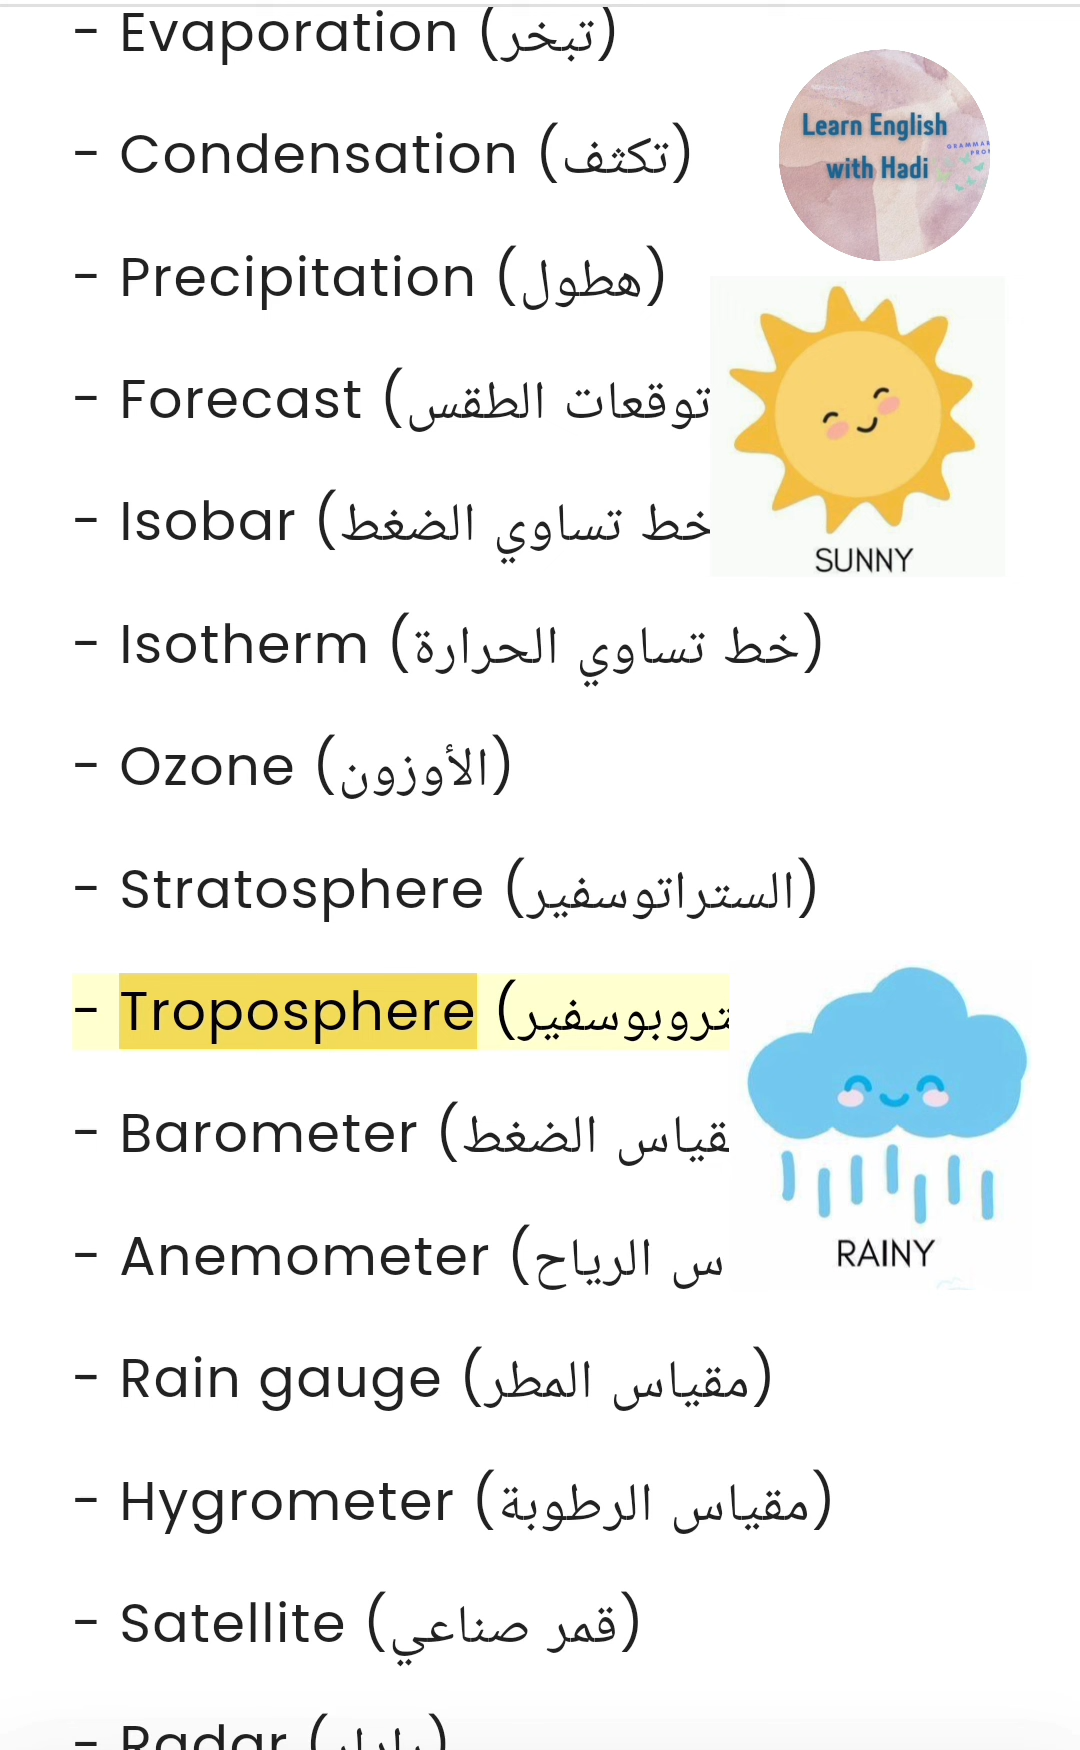 - Evaporation (تبخر)
Learn English
with Hadi
- Condensation (تكثف)
- Precipitation (هطول)
- Forecast (توقعات الطقس
- Isobar (خط تساوي الضغط
SUNNY
- Isotherm (خط تساوي الحرارة)
- Ozone (الأوزون)
- Stratosphere (الستراتوسفير)
- Troposphere (تروبوسفير
- Barometer (قياس الضغط
- Anemometer (س الرياح
RAINY
- Rain gauge (مقياس المطر)
- Hygrometer (مقياس الرطوبة)
- Satellite (قمر صناعي)
- Radar (رادار)